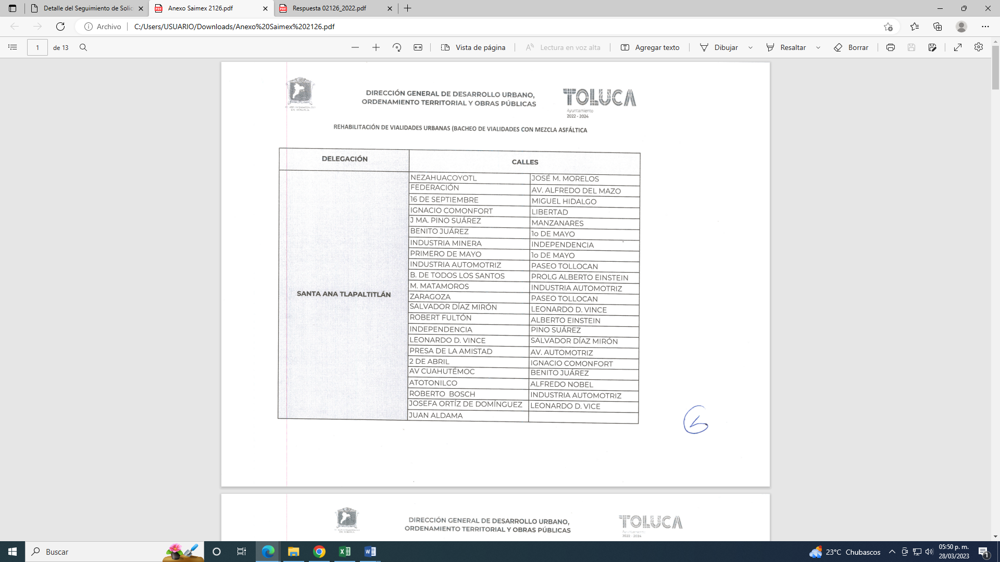 Detalle del Seguimiento de Solic
Anexo Saimex 2126.pdf
Respuesta 02126_2022.pdf
Archivo
C:/Users/USUARIO/Downloads/Anexo%20Saimex%202126.pdf
1 de 13
Vista de página
Lectura en voz alta
Agregar texto
Dibujar
Resaltar
Borrar
DIRECCIÓN GENERAL DE DESARROLLO URBANO,
ORDENAMIENTO TERRITORIAL Y OBRAS PÚBLICAS
TOLUCA
Ayuntamiento
2022 - 2024
REHABILITACIÓN DE VIALIDADES URBANAS (BACHEO DE VIALIDADES CON MEZCLA ASFÁLTICA
DELEGACIÓN CALLES
SANTA ANA TLAPALTITLÁN
NEZAHUACOYOTL JOSÉ M. MORELOS
FEDERACIÓN AV. ALFREDO DEL MAZO
16 DE SEPTIEMBRE MIGUEL HIDALGO
IGNACIO COMONFORT LIBERTAD
J MA. PINO SUÁREZ MANZANARES
BENITO JUÁREZ 1o DE MAYO
INDUSTRIA MINERA INDEPENDENCIA
PRIMERO DE MAYO 1o DE MAYO
INDUSTRIA AUTOMOTRIZ PASEO TOLLOCAN
B. DE TODOS LOS SANTOS PROLG ALBERTO EINSTEIN
M. MATAMOROS INDUSTRIA AUTOMOTRIZ
ZARAGOZA PASEO TOLLOCAN
SALVADOR DÍAZ MIRÓN LEONARDO D. VINCE
ROBERT FULTÓN ALBERTO EINSTEIN
INDEPENDENCIA PINO SUÁREZ
LEONARDO D. VINCE SALVADOR DÍAZ MIRÓN
PRESA DE LA AMISTAD AV. AUTOMOTRIZ
2 DE ABRIL IGNACIO COMONFORT
AV CUAHUTÉMOC BENITO JUÁREZ
ATOTONILCO ALFREDO NOBEL
ROBERTO BOSCH INDUSTRIA AUTOMOTRIZ
JOSEFA ORTÍZ DE DOMÍNGUEZ LEONARDO D. VICE
JUAN ALDAMA
DIRECCIÓN GENERAL DE DESARROLLO URBANO,
ORDENAMIENTO TERRITORIAL Y OBRAS PÚBLICAS
TOLUCA
Ayuntamiento
2022 - 2024
Buscar
23°C Chubascos
05:50 p. m.
28/03/2023
1